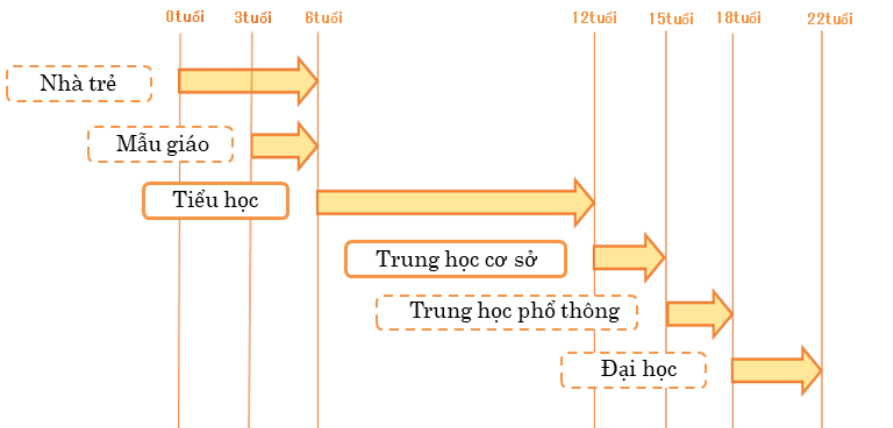 0tuổi 3tuổi 6tuổi 12tuổi 15tuổi 18tuổi 22tuổi
Nhà trẻ
Mẫu giáo
Tiểu học
Trung học cơ sở
Trung học phổ thông
Đại học